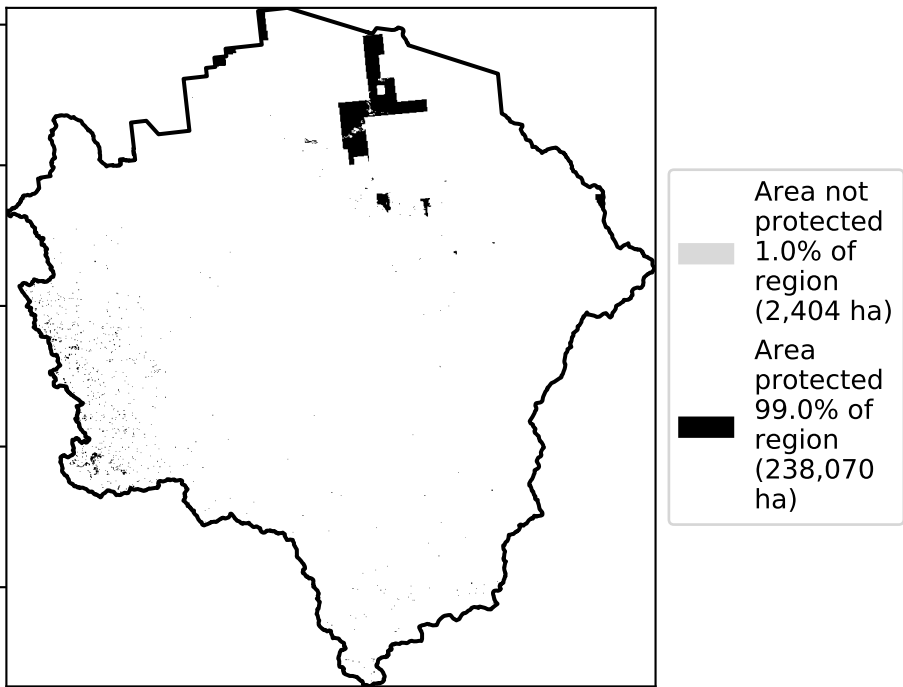 Area not
protected
1.0% of
region
(2,404 ha)
Area
protected
99.0% of
region
(238,070
ha)